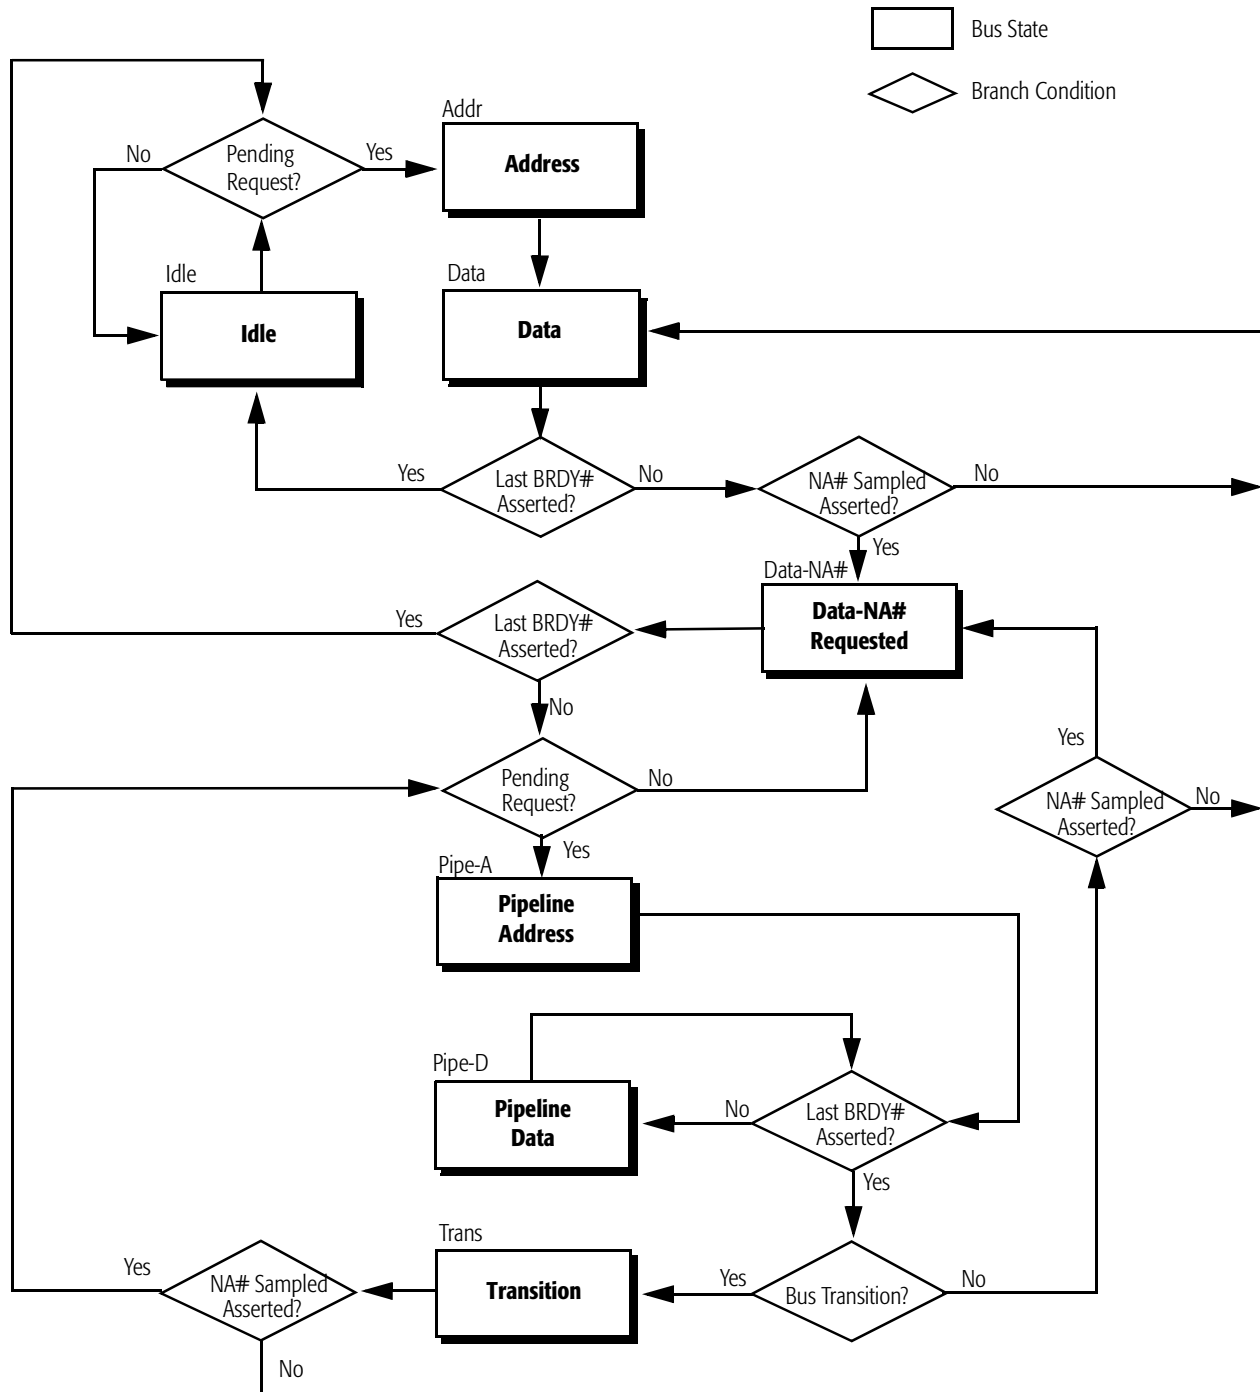 Bus State
Branch Condition
Addr
No
Pending
Request?
Yes
Address
Idle
Data
Idle
Data
Yes
Last BRDY#
Asserted?
No
NA# Sampled
Asserted?
No
Yes
Data-NA#
Yes
Last BRDY#
Asserted?
Data-NA#
Requested
No
Yes
Pending
Request?
No
NA# Sampled
Asserted?
No
Yes
Pipe-A
Pipeline
Address
Pipe-D
Pipeline
Data
No
Last BRDY#
Asserted?
Yes
Trans
Yes
NA# Sampled
Asserted?
Transition
Yes
Bus Transition?
No
No